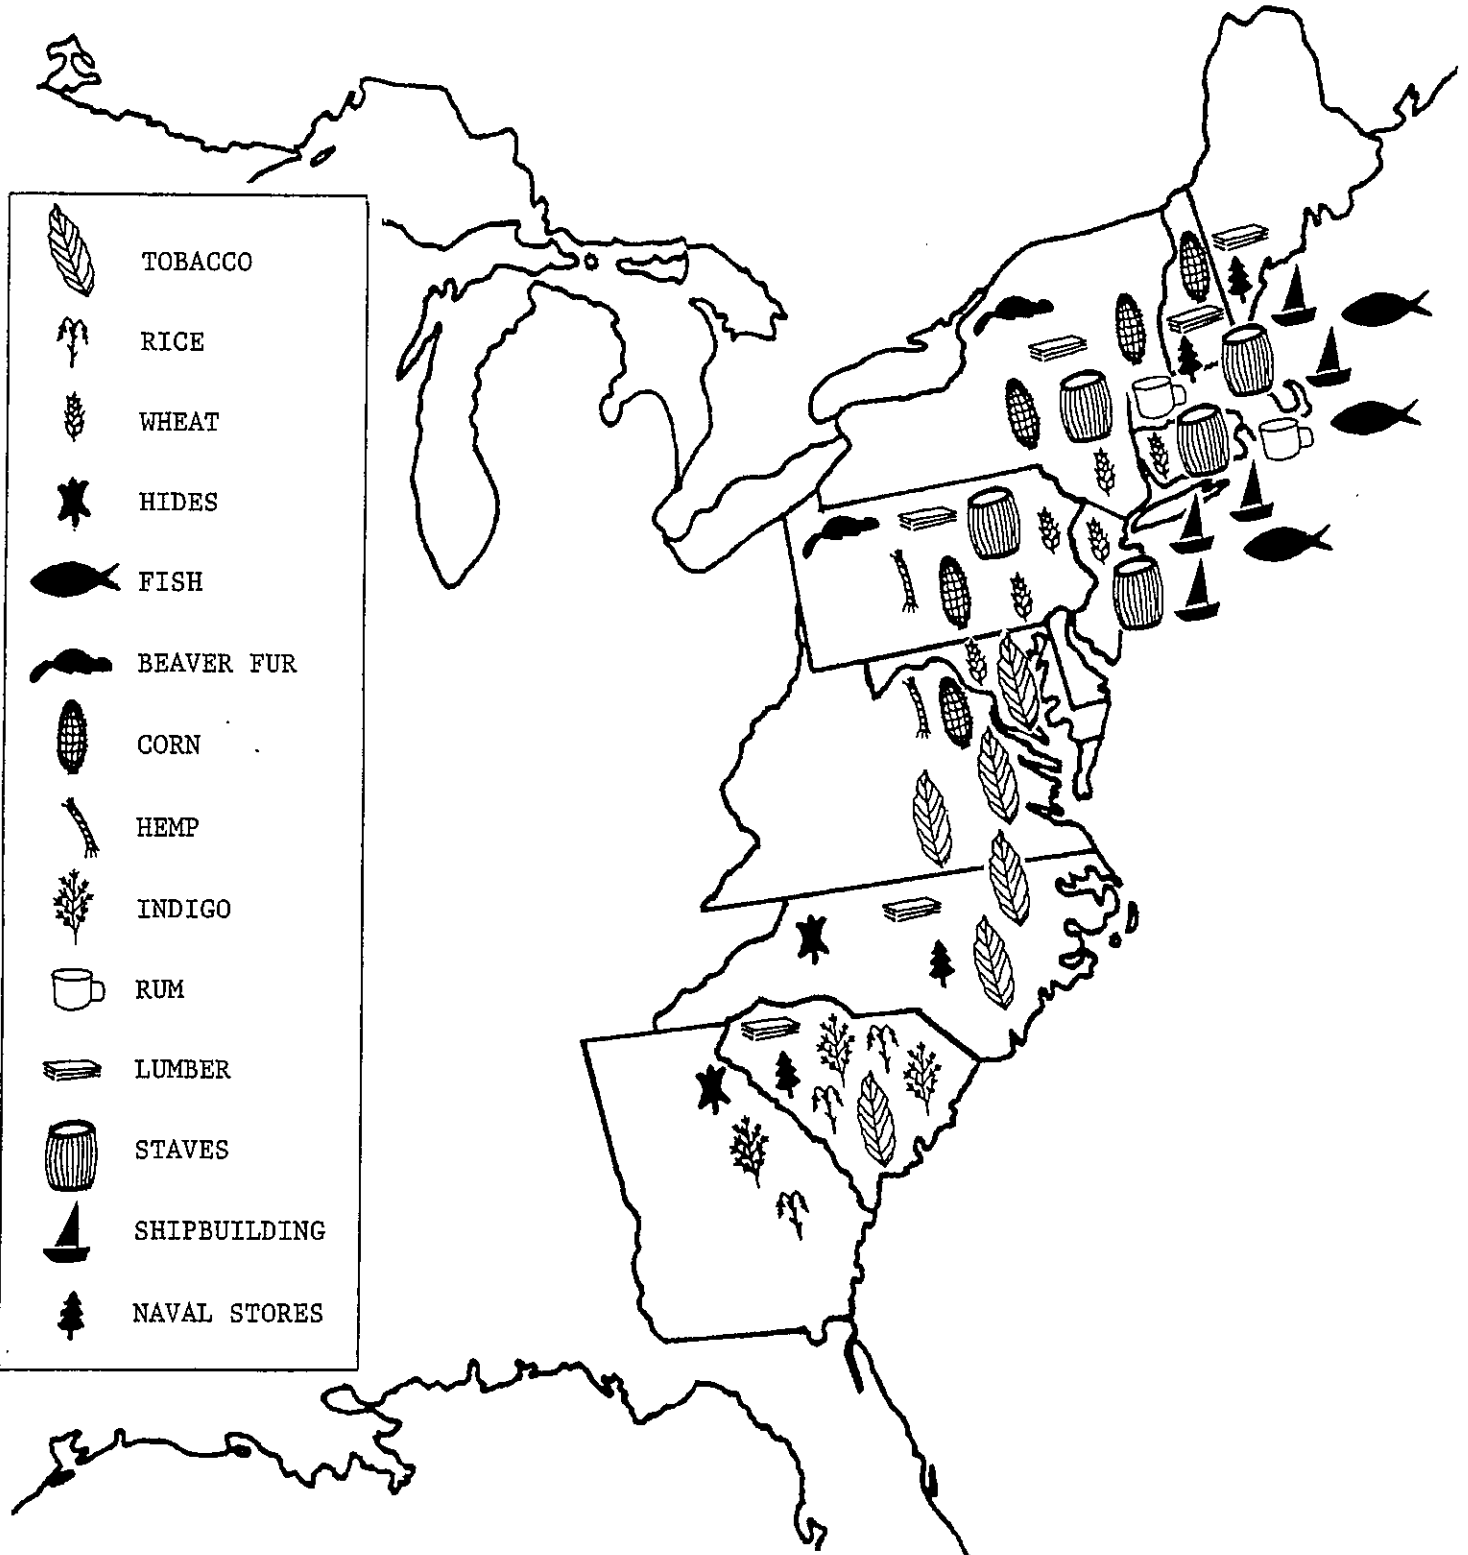 TOBACCO
RICE
WHEAT
HIDES
FISH
BEAVER FUR
CORN
HEMP
INDIGO
RUM
LUMBER
STAVES
SHIPBUILDING
NAVAL STORES